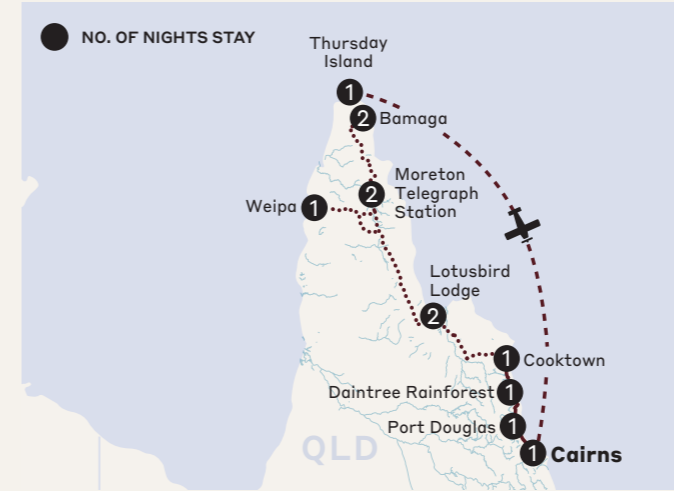 NO. OF NIGHTS STAY
Thursday
Island
1
2 Bamaga
Moreton
Telegraph
Station
2
Weipa 1
Lotusbird
Lodge
2
1 Cooktown
Daintree Rainforest 1
Port Douglas 1
QLD
1 Cairns